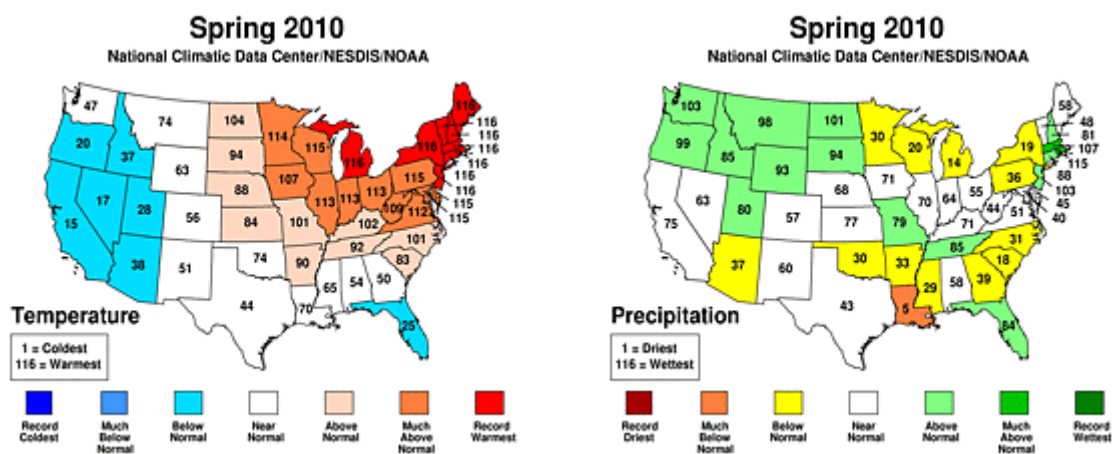 Spring 2010
National Climatic Data Center/NESDIS/NOAA
47
74
104
114
116
116
116
20
37
94
115
116
116
116
116
63
88
107
116
115
116
17
28
56
84
101
113
113
113
109
112
116
115
115
15
102
38
51
74
90
92
101
83
44
70
65
54
50
25
Temperature
1 = Coldest
116 = Warmest
Record
Coldest
Much
Below
Normal
Below
Normal
Near
Normal
Above
Normal
Much
Above
Normal
Record
Warmest
Spring 2010
National Climatic Data Center/NESDIS/NOAA
103
98
101
30
58
48
99
85
94
20
14
19
81
107
115
93
68
71
36
88
103
45
40
75
63
80
57
77
79
70
64
55
44
51
71
37
60
30
33
85
31
18
43
5
29
58
39
84
Precipitation
1 = Driest
116 = Wettest
Record
Driest
Much
Below
Normal
Below
Normal
Near
Normal
Above
Normal
Much
Above
Normal
Record
Wettest